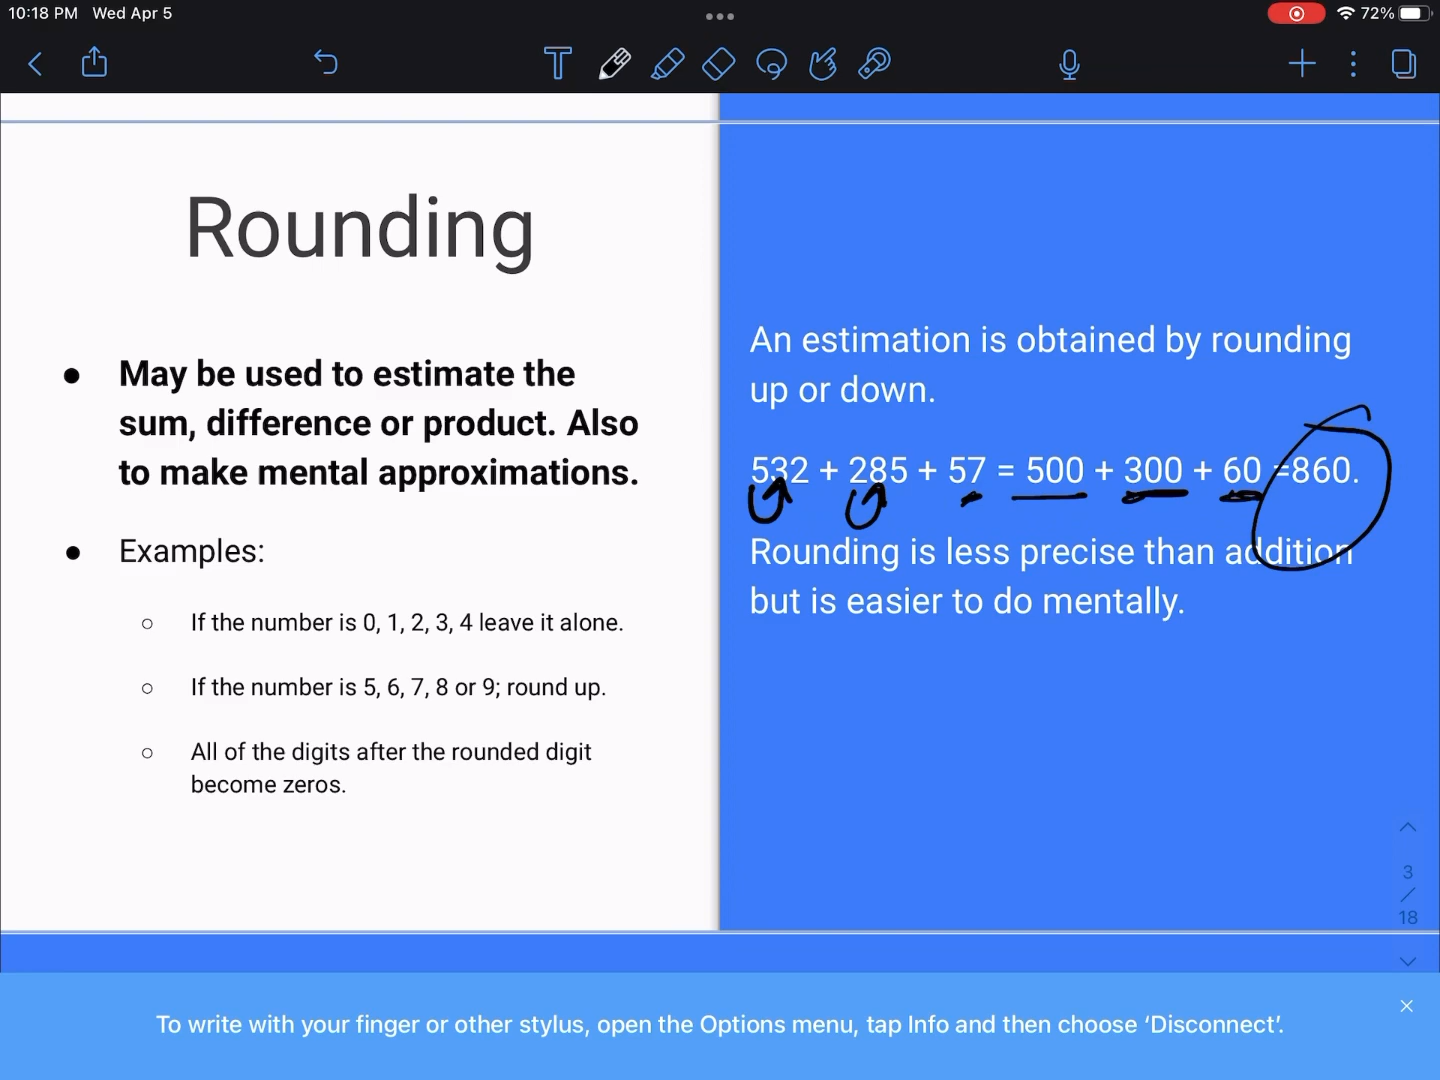 10:18 PM Wed Apr 5
72%
Rounding
May be used to estimate the
sum, difference or product. Also
to make mental approximations.
Examples:
If the number is 0, 1, 2, 3, 4 leave it alone.
If the number is 5, 6, 7, 8 or 9; round up.
All of the digits after the rounded digit
become zeros.
An estimation is obtained by rounding
up or down.
532 + 285 + 57 = 500 + 300 + 60 =860.
Rounding is less precise than addition
but is easier to do mentally.
3
/
18
To write with your finger or other stylus, open the Options menu, tap Info and then choose ‘Disconnect’.